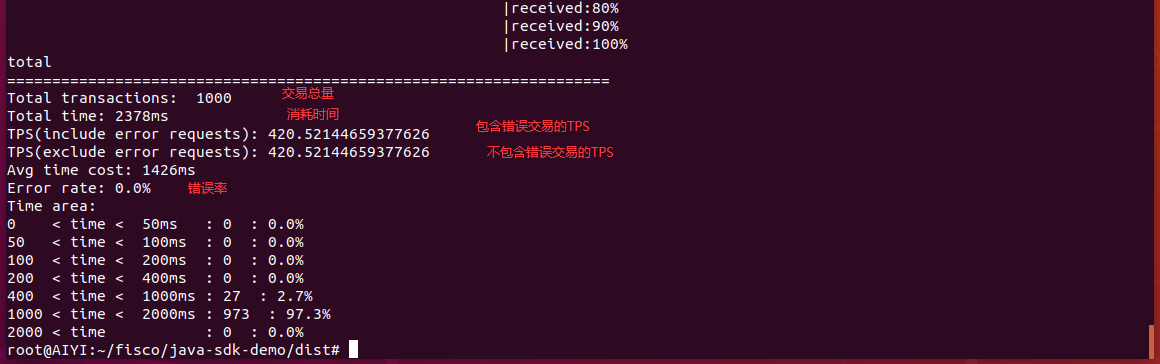 |received:80%
|received:90%
|received:100%
total
===================================================================
Total transactions:  1000 交易总量
Total time: 2378ms 消耗时间
TPS(include error requests): 420.52144659377626 包含错误交易的TPS
TPS(exclude error requests): 420.52144659377626 不包含错误交易的TPS
Avg time cost: 1426ms
Error rate: 0.0% 错误率
Time area:
0    < time <  50ms   : 0  : 0.0%
50   < time <  100ms  : 0  : 0.0%
100  < time <  200ms  : 0  : 0.0%
200  < time <  400ms  : 0  : 0.0%
400  < time <  1000ms : 27  : 2.7%
1000 < time <  2000ms : 973  : 97.3%
2000 < time           : 0  : 0.0%
root@AIYI:~/fisco/java-sdk-demo/dist#